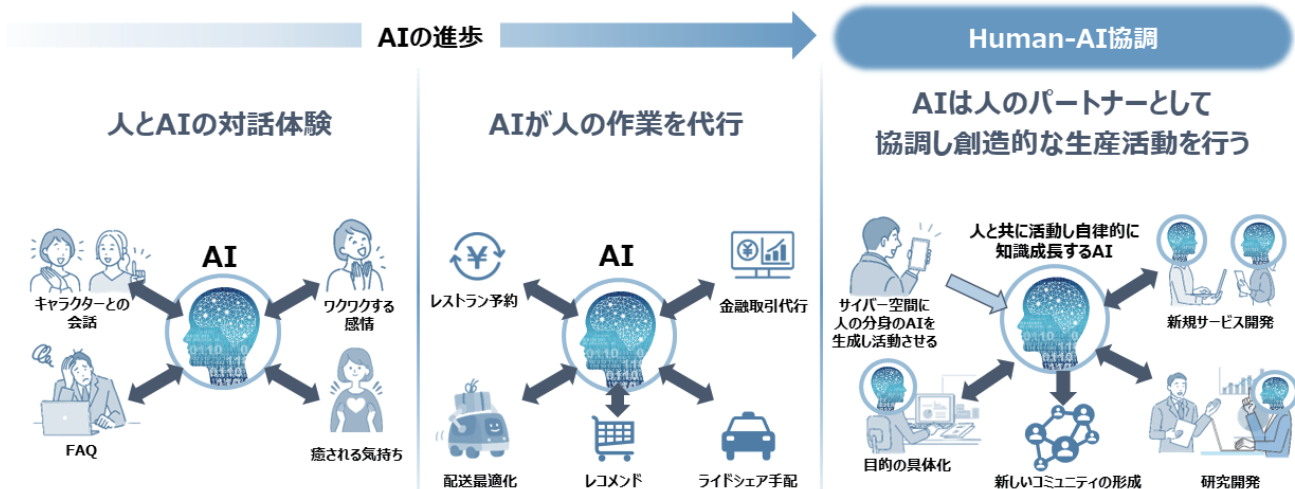 AIの進歩
Human-AI協調
人とAIの対話体験
AI
キャラクターとの
会話
ワクワクする
感情
FAQ
癒される気持ち
AIが人の作業を代行
AI
レストラン予約
金融取引代行
配送最適化
レコメンド
ライドシェア手配
AIは人のパートナーとして
協調し創造的な生産活動を行う
人と共に活動し自律的に
知識成長するAI
サイバー空間に
人の分身のAIを
生成し活動させる
新規サービス開発
目的の具体化
新しいコミュニティの形成
研究開発